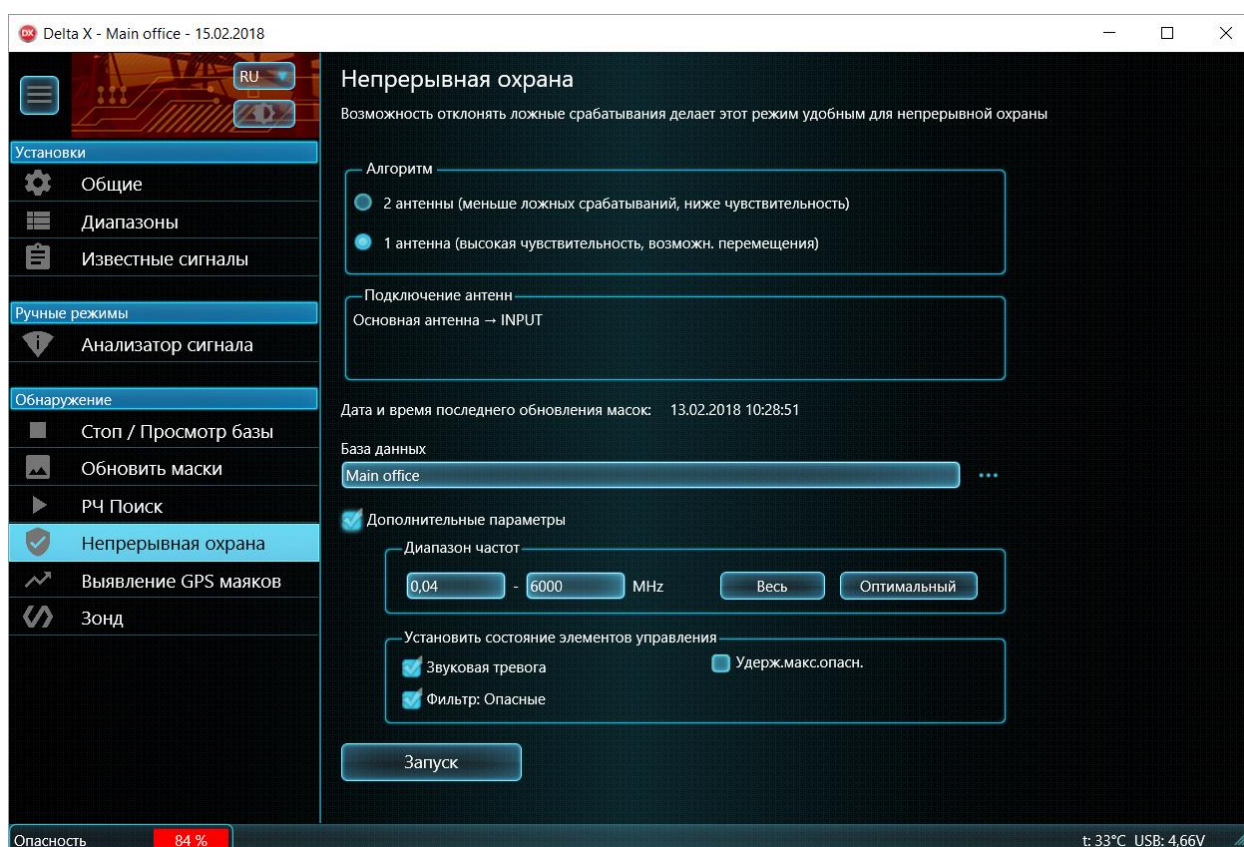 DX Delta X - Main office - 15.02.2018
RU
Установки
Общие
Диапазоны
Известные сигналы
Ручные режимы
Анализатор сигнала
Обнаружение
Стоп / Просмотр базы
Обновить маски
РЧ Поиск
Непрерывная охрана
Выявление GPS маяков
Зонд
Непрерывная охрана
Возможность отклонять ложные срабатывания делает этот режим удобным для непрерывной охраны
Алгоритм
2 антенны (меньше ложных срабатываний, ниже чувствительность)
1 антенна (высокая чувствительность, возможн. перемещения)
Подключение антенн
Основная антенна → INPUT
Дата и время последнего обновления масок: 13.02.2018 10:28:51
База данных
Main office
Дополнительные параметры
Диапазон частот
0,04 - 6000 MHz Весь Оптимальный
Установить состояние элементов управления
Звуковая тревога Удерж.макс.опасн.
Фильтр: Опасные
Запуск
Опасность 84 % t: 33°C USB: 4,66V